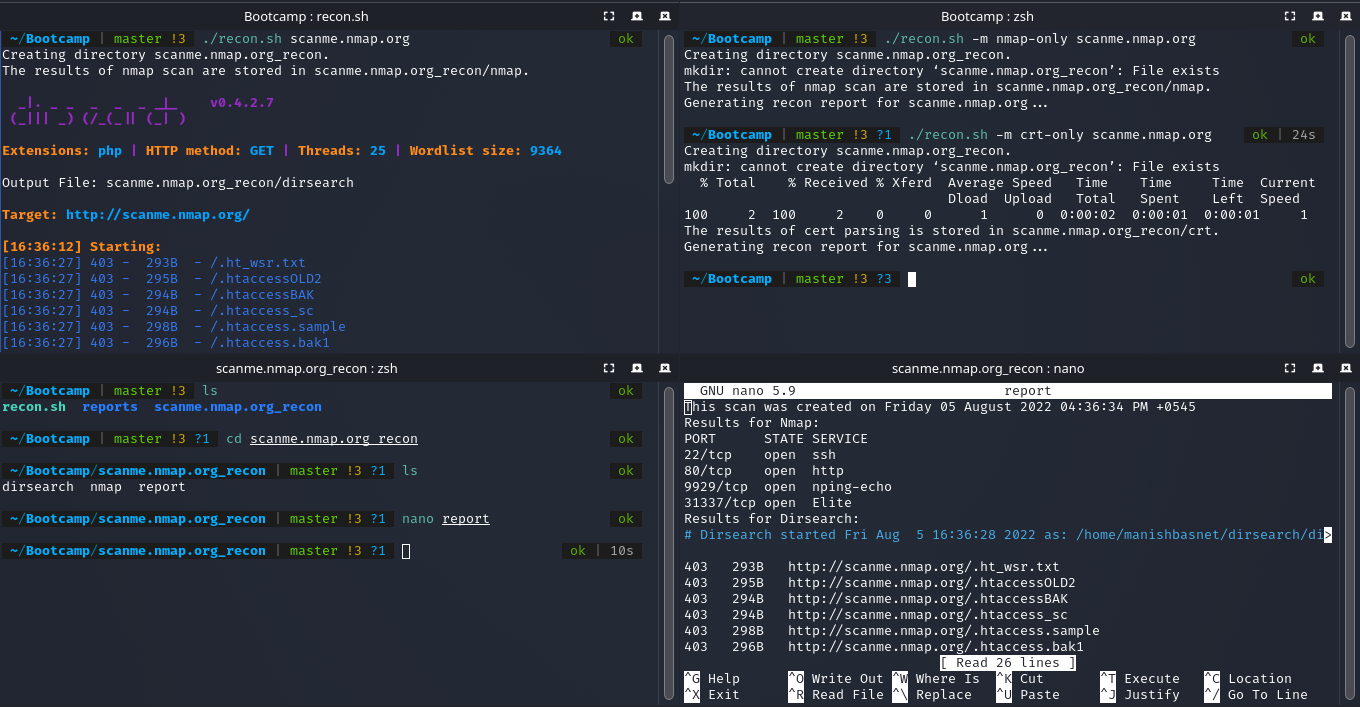 Bootcamp : recon.sh
~/Bootcamp | master !3 ./recon.sh scanme.nmap.org ok
Creating directory scanme.nmap.org_recon.
The results of nmap scan are stored in scanme.nmap.org_recon/nmap.
_|. _ _  _  _  _ _|_    v0.4.2.7
(_||| _) (/_(_|| (_| )
Extensions: php | HTTP method: GET | Threads: 25 | Wordlist size: 9364
Output File: scanme.nmap.org_recon/dirsearch
Target: http://scanme.nmap.org/
[16:36:12] Starting:
[16:36:27] 403 -  293B  - /.ht_wsr.txt
[16:36:27] 403 -  295B  - /.htaccessOLD2
[16:36:27] 403 -  294B  - /.htaccessBAK
[16:36:27] 403 -  294B  - /.htaccess_sc
[16:36:27] 403 -  298B  - /.htaccess.sample
[16:36:27] 403 -  296B  - /.htaccess.bak1
Bootcamp : zsh
~/Bootcamp | master !3 ./recon.sh -m nmap-only scanme.nmap.org ok
Creating directory scanme.nmap.org_recon.
mkdir: cannot create directory ‘scanme.nmap.org_recon’: File exists
The results of nmap scan are stored in scanme.nmap.org_recon/nmap.
Generating recon report for scanme.nmap.org...
~/Bootcamp | master !3 ?1 ./recon.sh -m crt-only scanme.nmap.org ok | 24s
Creating directory scanme.nmap.org_recon.
mkdir: cannot create directory ‘scanme.nmap.org_recon’: File exists
% Total    % Received % Xferd  Average Speed   Time    Time     Time  Current
Dload  Upload   Total   Spent    Left  Speed
100     2  100     2    0     0      1      0  0:00:02  0:00:01  0:00:01     1
The results of cert parsing is stored in scanme.nmap.org_recon/crt.
Generating recon report for scanme.nmap.org...
~/Bootcamp | master !3 ?3 ok
scanme.nmap.org_recon : zsh
~/Bootcamp | master !3 ls ok
recon.sh  reports  scanme.nmap.org_recon
~/Bootcamp | master !3 ?1 cd scanme.nmap.org_recon ok
~/Bootcamp/scanme.nmap.org_recon | master !3 ?1 ls ok
dirsearch  nmap  report
~/Bootcamp/scanme.nmap.org_recon | master !3 ?1 nano report ok
~/Bootcamp/scanme.nmap.org_recon | master !3 ?1 ok | 10s
scanme.nmap.org_recon : nano
GNU nano 5.9 report
This scan was created on Friday 05 August 2022 04:36:34 PM +0545
Results for Nmap:
PORT      STATE SERVICE
22/tcp    open  ssh
80/tcp    open  http
9929/tcp  open  nping-echo
31337/tcp open  Elite
Results for Dirsearch:
# Dirsearch started Fri Aug  5 16:36:28 2022 as: /home/manishbasnet/dirsearch/di>
403   293B   http://scanme.nmap.org/.ht_wsr.txt
403   295B   http://scanme.nmap.org/.htaccessOLD2
403   294B   http://scanme.nmap.org/.htaccessBAK
403   294B   http://scanme.nmap.org/.htaccess_sc
403   298B   http://scanme.nmap.org/.htaccess.sample
403   296B   http://scanme.nmap.org/.htaccess.bak1
[ Read 26 lines ]
^G Help ^O Write Out ^W Where Is ^K Cut ^T Execute ^C Location
^X Exit ^R Read File ^\ Replace ^U Paste ^J Justify ^/ Go To Line